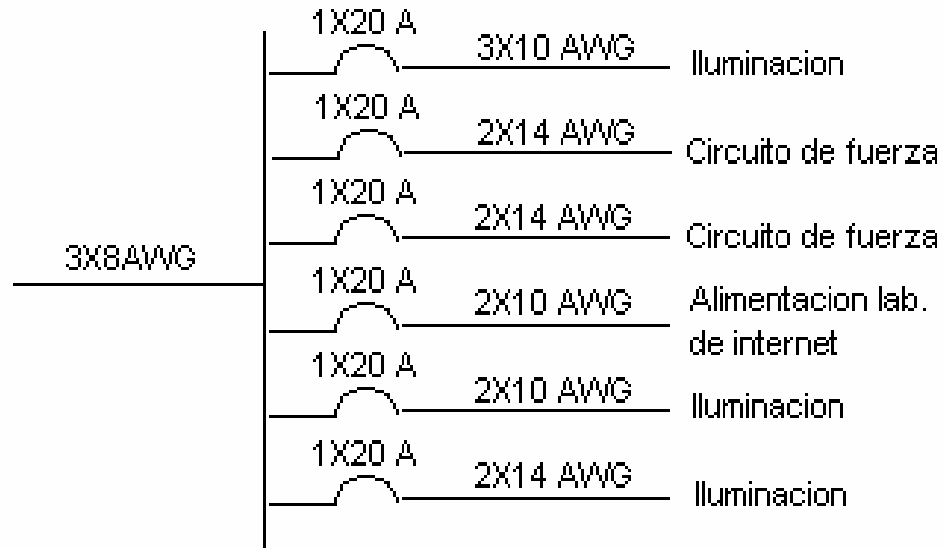 1X20 A
3X10 AWG
Iluminacion
1X20 A
2X14 AWG
Circuito de fuerza
1X20 A
2X14 AWG
Circuito de fuerza
3X8AWG
1X20 A
2X10 AWG
Alimentacion lab.
de internet
1X20 A
2X10 AWG
Iluminacion
1X20 A
2X14 AWG
Iluminacion